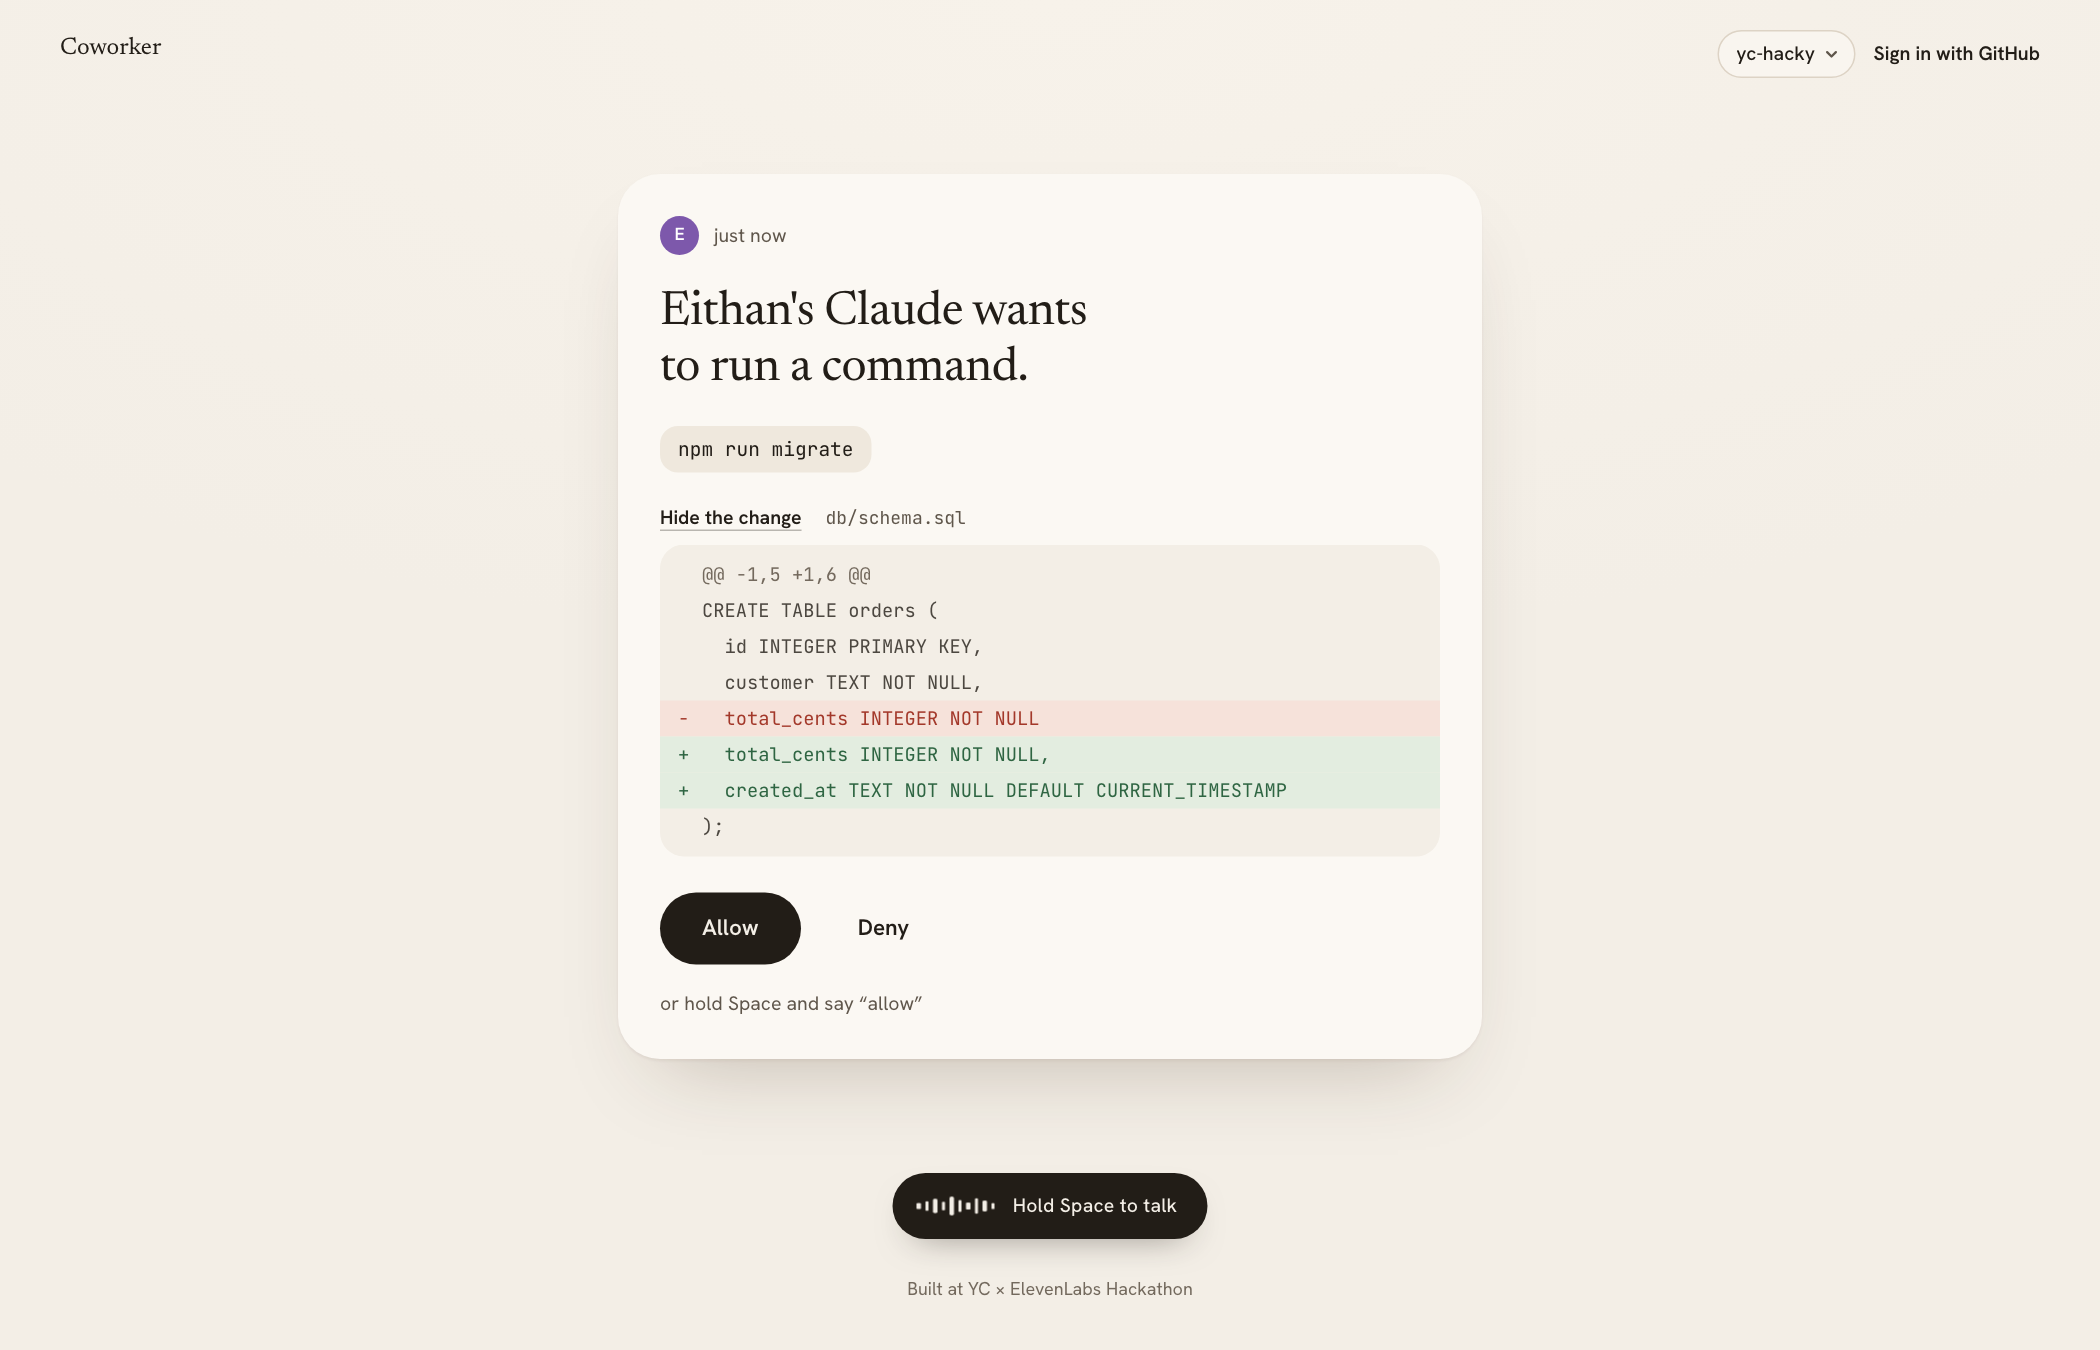 Coworker
yc-hacky
Sign in with GitHub
E
just now
Eithan's Claude wants
to run a command.
npm run migrate
Hide the change db/schema.sql
@@ -1,5 +1,6 @@
CREATE TABLE orders (
  id INTEGER PRIMARY KEY,
  customer TEXT NOT NULL,
-   total_cents INTEGER NOT NULL
+   total_cents INTEGER NOT NULL,
+   created_at TEXT NOT NULL DEFAULT CURRENT_TIMESTAMP
);
Allow
Deny
or hold Space and say “allow”
Hold Space to talk
Built at YC × ElevenLabs Hackathon